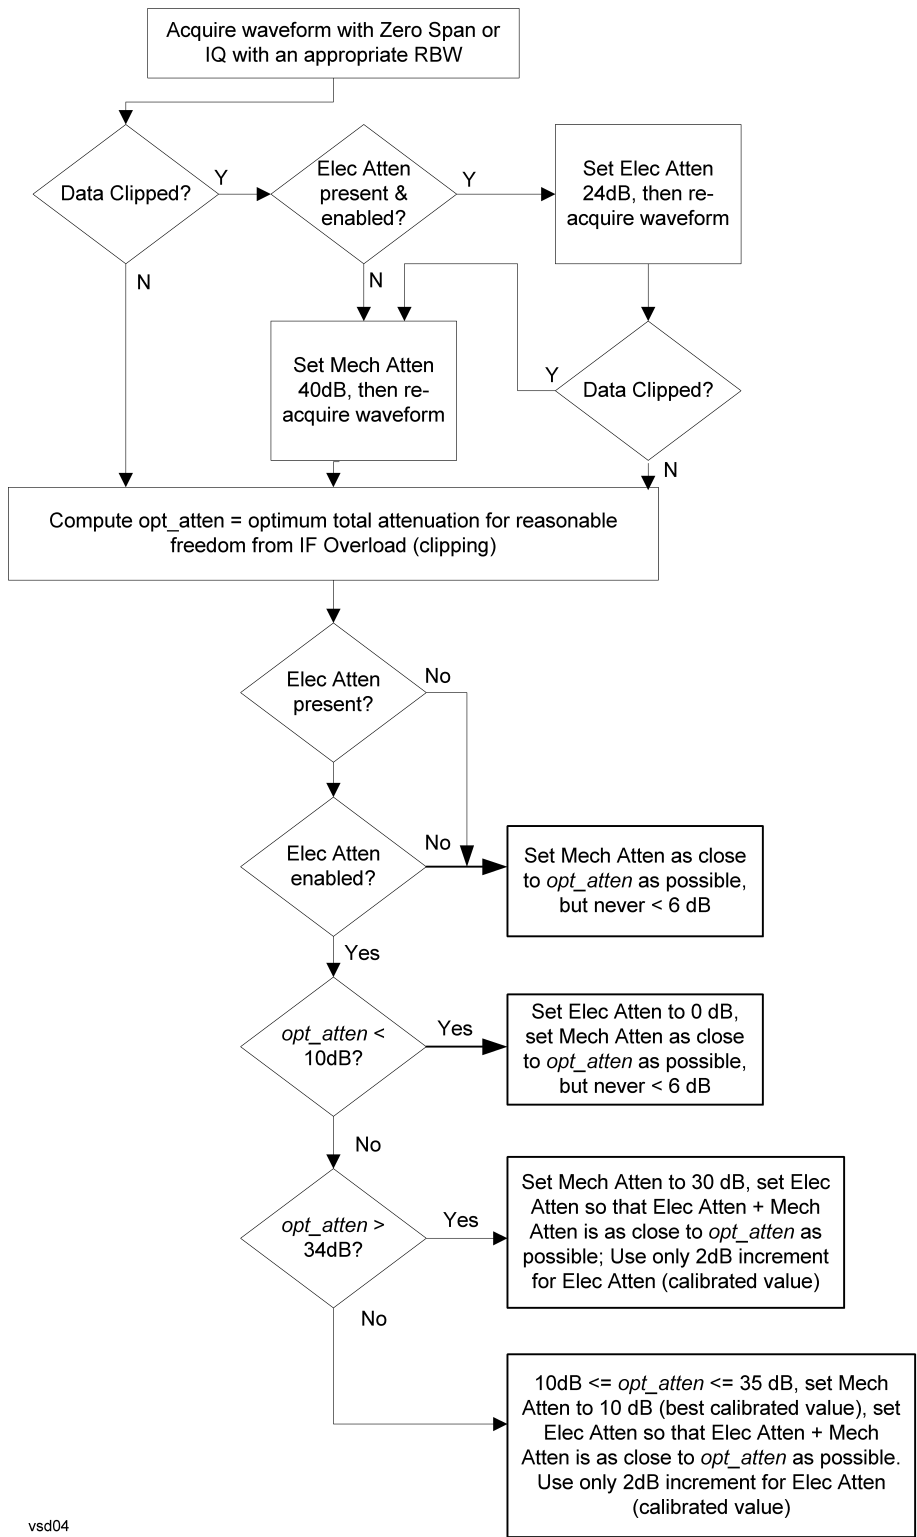 Acquire waveform with Zero Span or
IQ with an appropriate RBW
Data Clipped?
Y
N
Elec Atten
present &
enabled?
Y
N
Set Elec Atten
24dB, then re-
acquire waveform
Set Mech Atten
40dB, then re-
acquire waveform
Data Clipped?
Y
N
Compute opt_atten = optimum total attenuation for reasonable
freedom from IF Overload (clipping)
Elec Atten
present?
No
Elec Atten
enabled?
No
Yes
Set Mech Atten as close
to opt_atten as possible,
but never < 6 dB
opt_atten <
10dB?
Yes
No
Set Elec Atten to 0 dB,
set Mech Atten as close
to opt_atten as possible,
but never < 6 dB
opt_atten >
34dB?
Yes
No
Set Mech Atten to 30 dB, set Elec
Atten so that Elec Atten + Mech
Atten is as close to opt_atten as
possible; Use only 2dB increment
for Elec Atten (calibrated value)
10dB <= opt_atten <= 35 dB, set Mech
Atten to 10 dB (best calibrated value), set
Elec Atten so that Elec Atten + Mech
Atten is as close to opt_atten as possible.
Use only 2dB increment for Elec Atten
(calibrated value)
vsd04